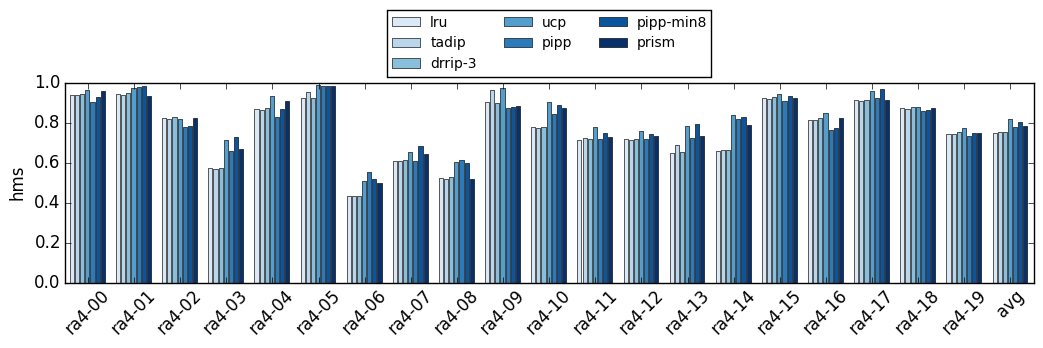 lru ucp pipp-min8
tadip pipp prism
drrip-3
1.0
0.8
0.6
0.4
0.2
0.0
hms
ra4-00 ra4-01 ra4-02 ra4-03 ra4-04 ra4-05 ra4-06 ra4-07 ra4-08 ra4-09 ra4-10 ra4-11 ra4-12 ra4-13 ra4-14 ra4-15 ra4-16 ra4-17 ra4-18 ra4-19 avg